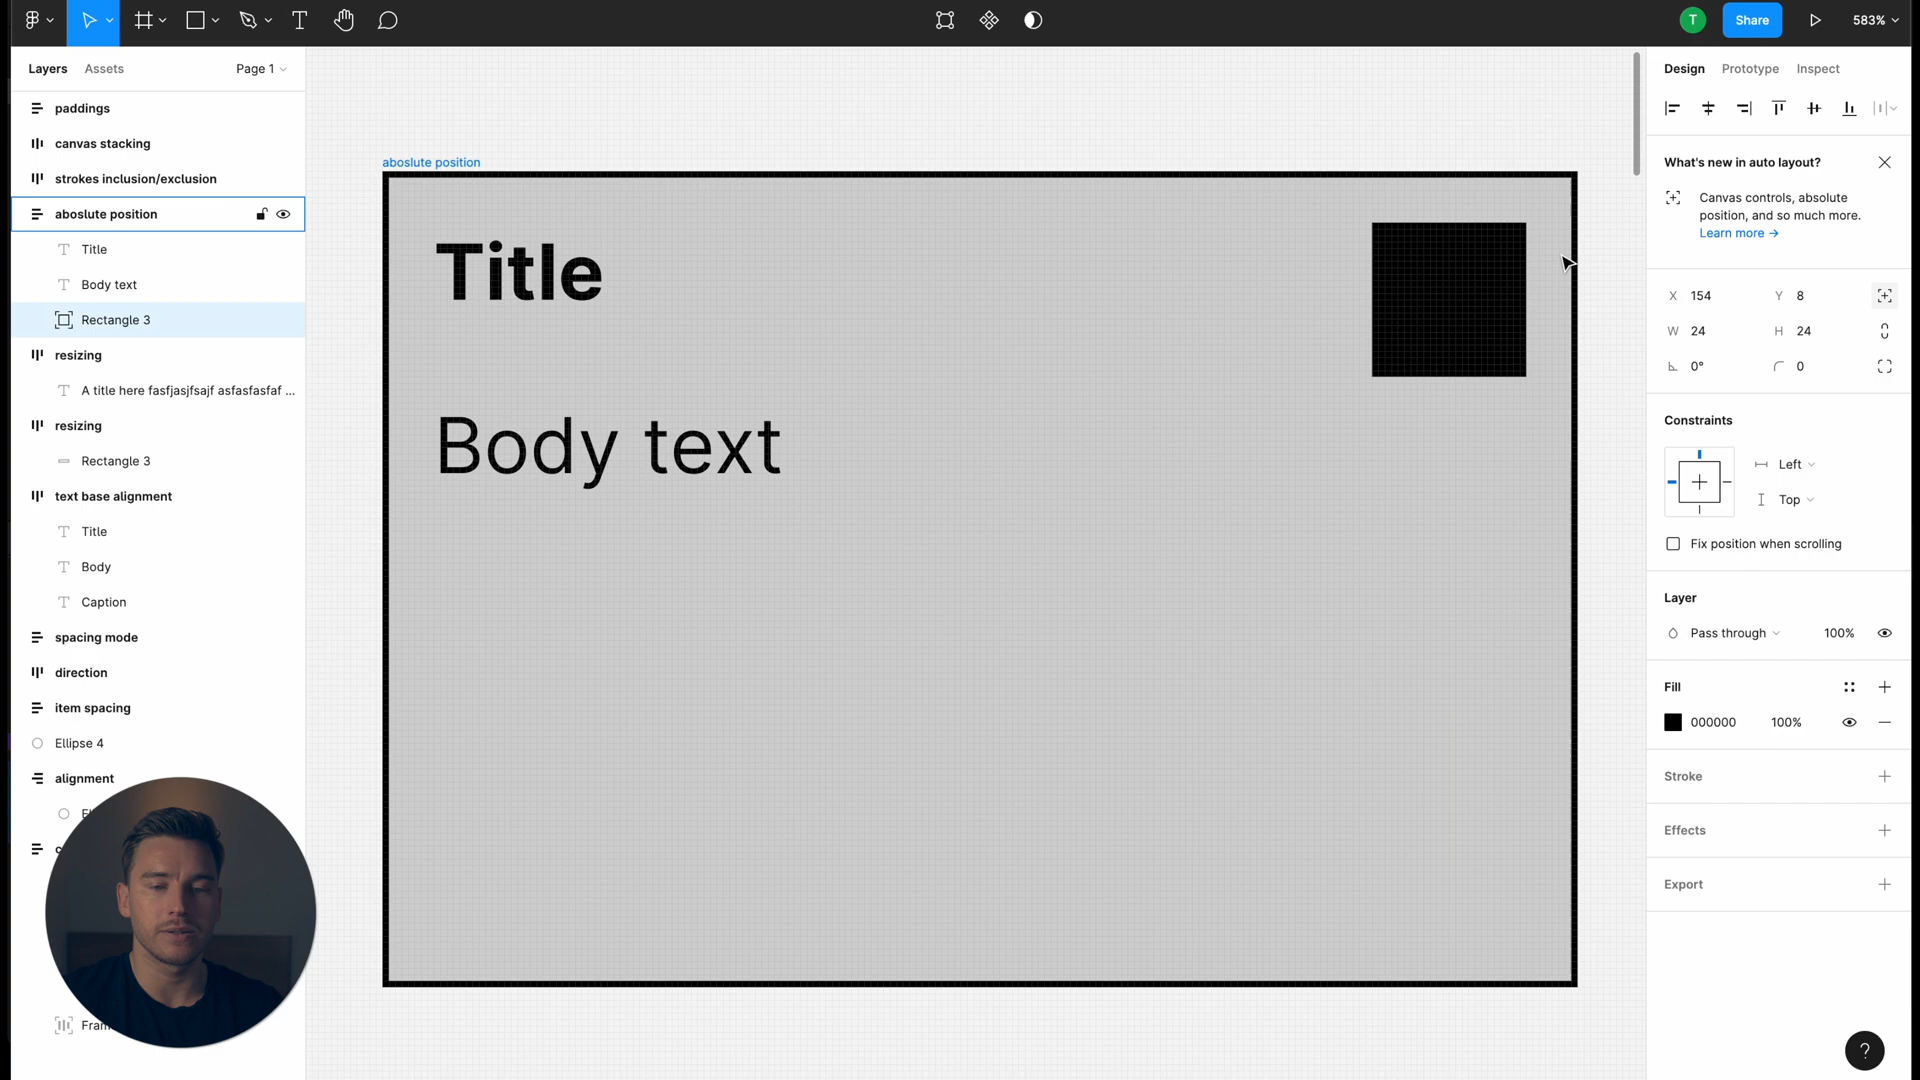 T
Share
583%
Layers
Assets
Page 1
paddings
canvas stacking
strokes inclusion/exclusion
aboslute position
Title
Body text
Rectangle 3
resizing
A title here fasfjasjfsajf asfasfasfaf ...
resizing
Rectangle 3
text base alignment
Title
Body
Caption
spacing mode
direction
item spacing
Ellipse 4
alignment
aboslute position
Title
Body text
Design
Prototype
Inspect
What's new in auto layout?
Canvas controls, absolute
position, and so much more.
Learn more →
X 154
Y 8
W 24
H 24
0°
0
Constraints
Left
Top
Fix position when scrolling
Layer
Pass through
100%
Fill
000000
100%
Stroke
Effects
Export
?